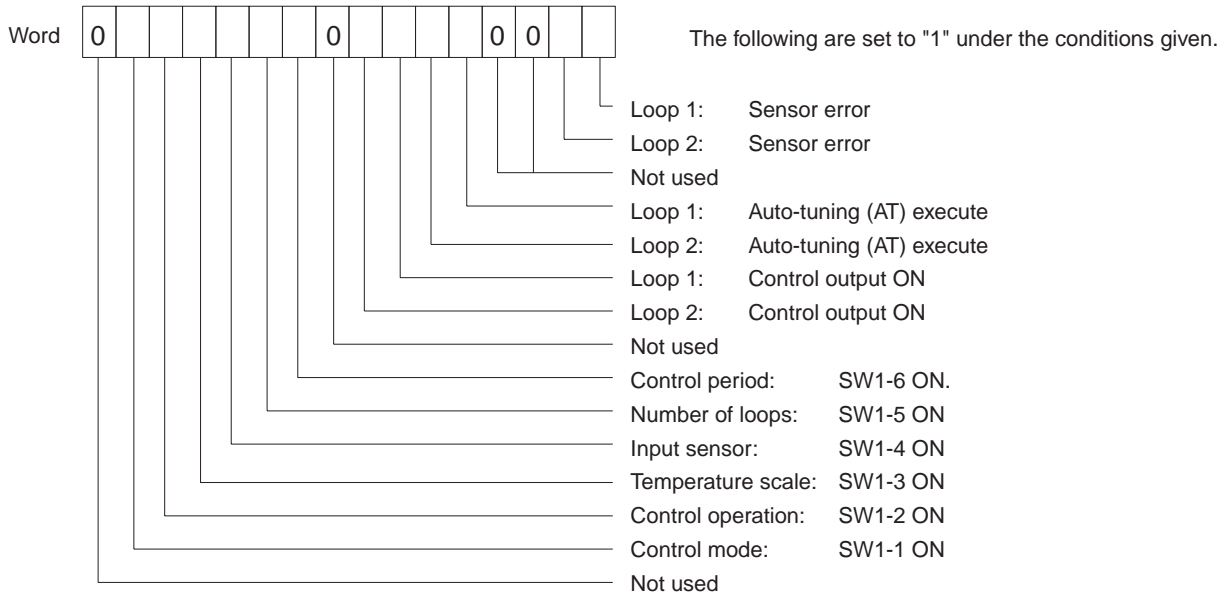 Word 0 0 0 0 The following are set to "1" under the conditions given.
Loop 1: Sensor error
Loop 2: Sensor error
Not used
Loop 1: Auto-tuning (AT) execute
Loop 2: Auto-tuning (AT) execute
Loop 1: Control output ON
Loop 2: Control output ON
Not used
Control period: SW1-6 ON.
Number of loops: SW1-5 ON
Input sensor: SW1-4 ON
Temperature scale: SW1-3 ON
Control operation: SW1-2 ON
Control mode: SW1-1 ON
Not used